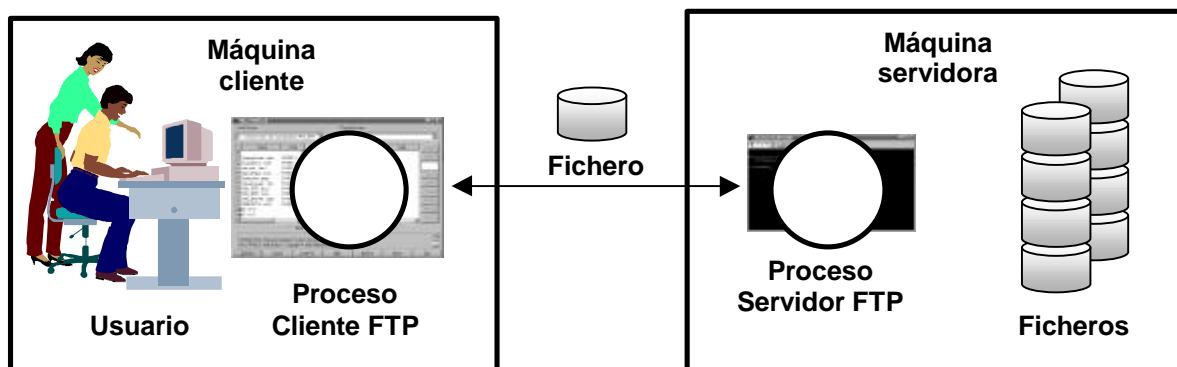 Máquina
cliente
Usuario
Proceso
Cliente FTP
Fichero
Máquina
servidora
Proceso
Servidor FTP
Ficheros